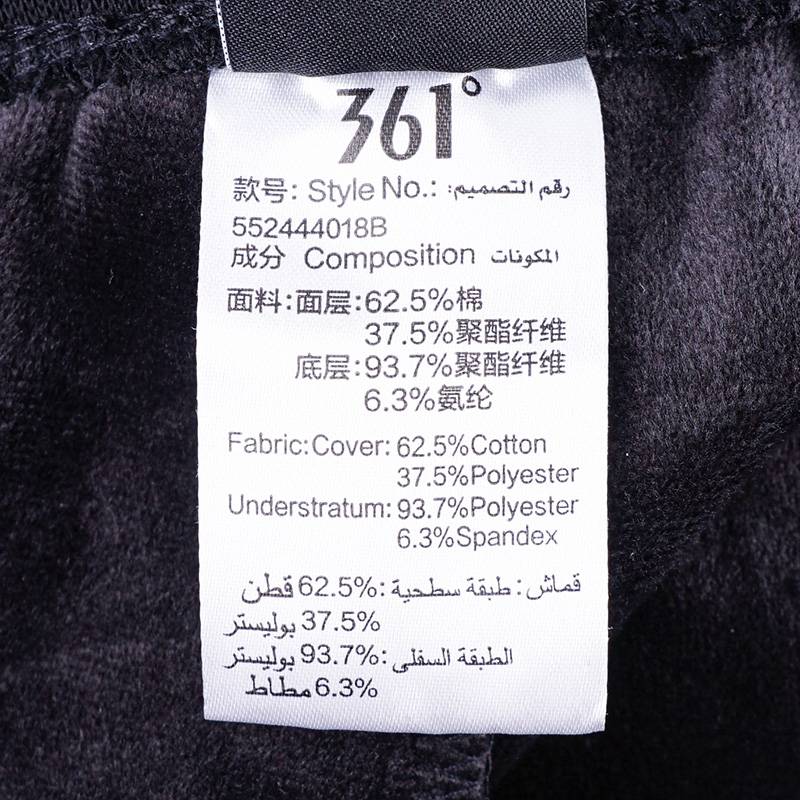 361°
款号: Style No.: رقم التصميم:
552444018B
成分 Composition المكونات
面料:面层:62.5%棉
37.5%聚酯纤维
底层:93.7%聚酯纤维
6.3%氨纶
Fabric:Cover: 62.5%Cotton
37.5%Polyester
Understratum: 93.7%Polyester
6.3%Spandex
قماش: طبقة سطحية: 62.5% قطن
37.5% بوليستر
الطبقة السفلى: 93.7% بوليستر
6.3% مطاط